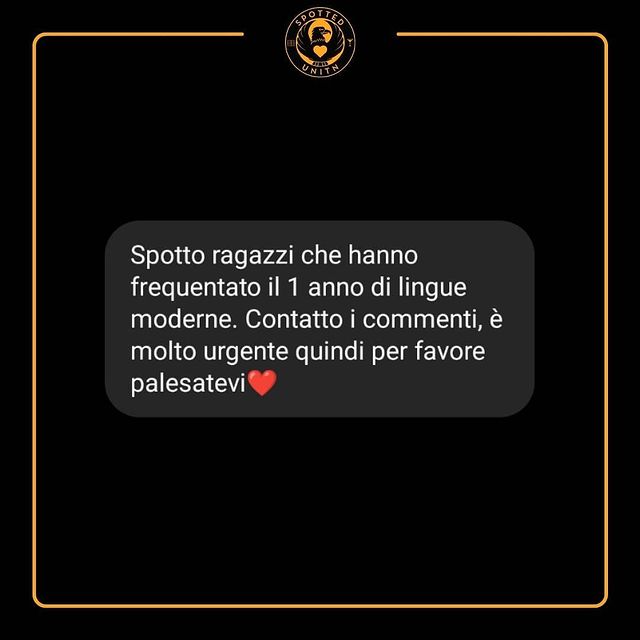 SPOTTED
UNITN
Spotto ragazzi che hanno
frequentato il 1 anno di lingue
moderne. Contatto i commenti, è
molto urgente quindi per favore
palesatevi❤️